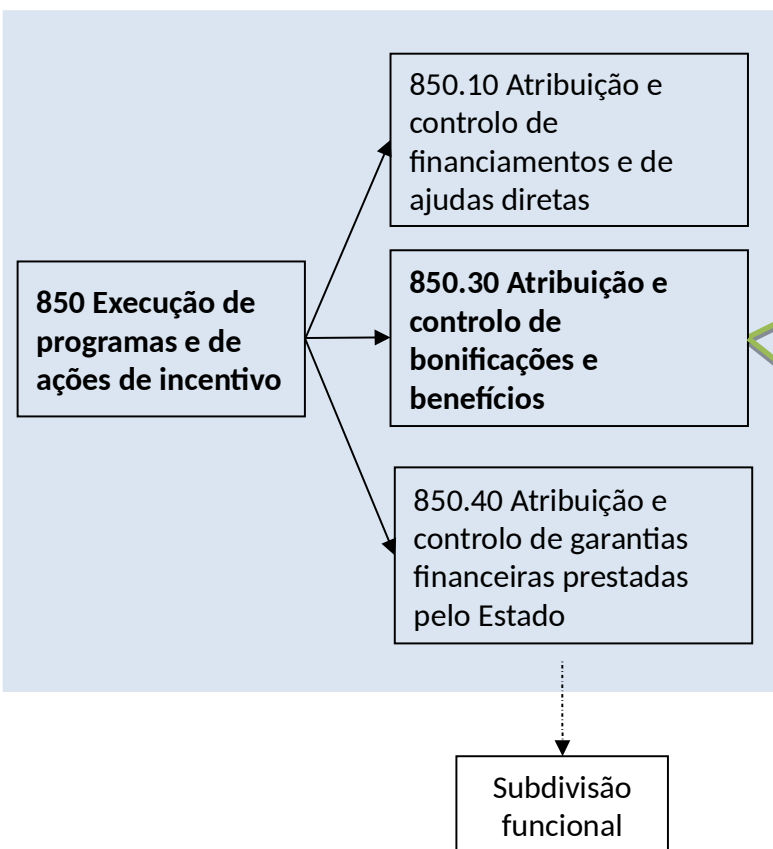 850.10 Atribuição e
controlo de
financiamentos e de
ajudas diretas
850 Execução de
programas e de
ações de incentivo
850.30 Atribuição e
controlo de
bonificações e
benefícios
850.40 Atribuição e
controlo de garantias
financeiras prestadas
pelo Estado
Subdivisão
funcional